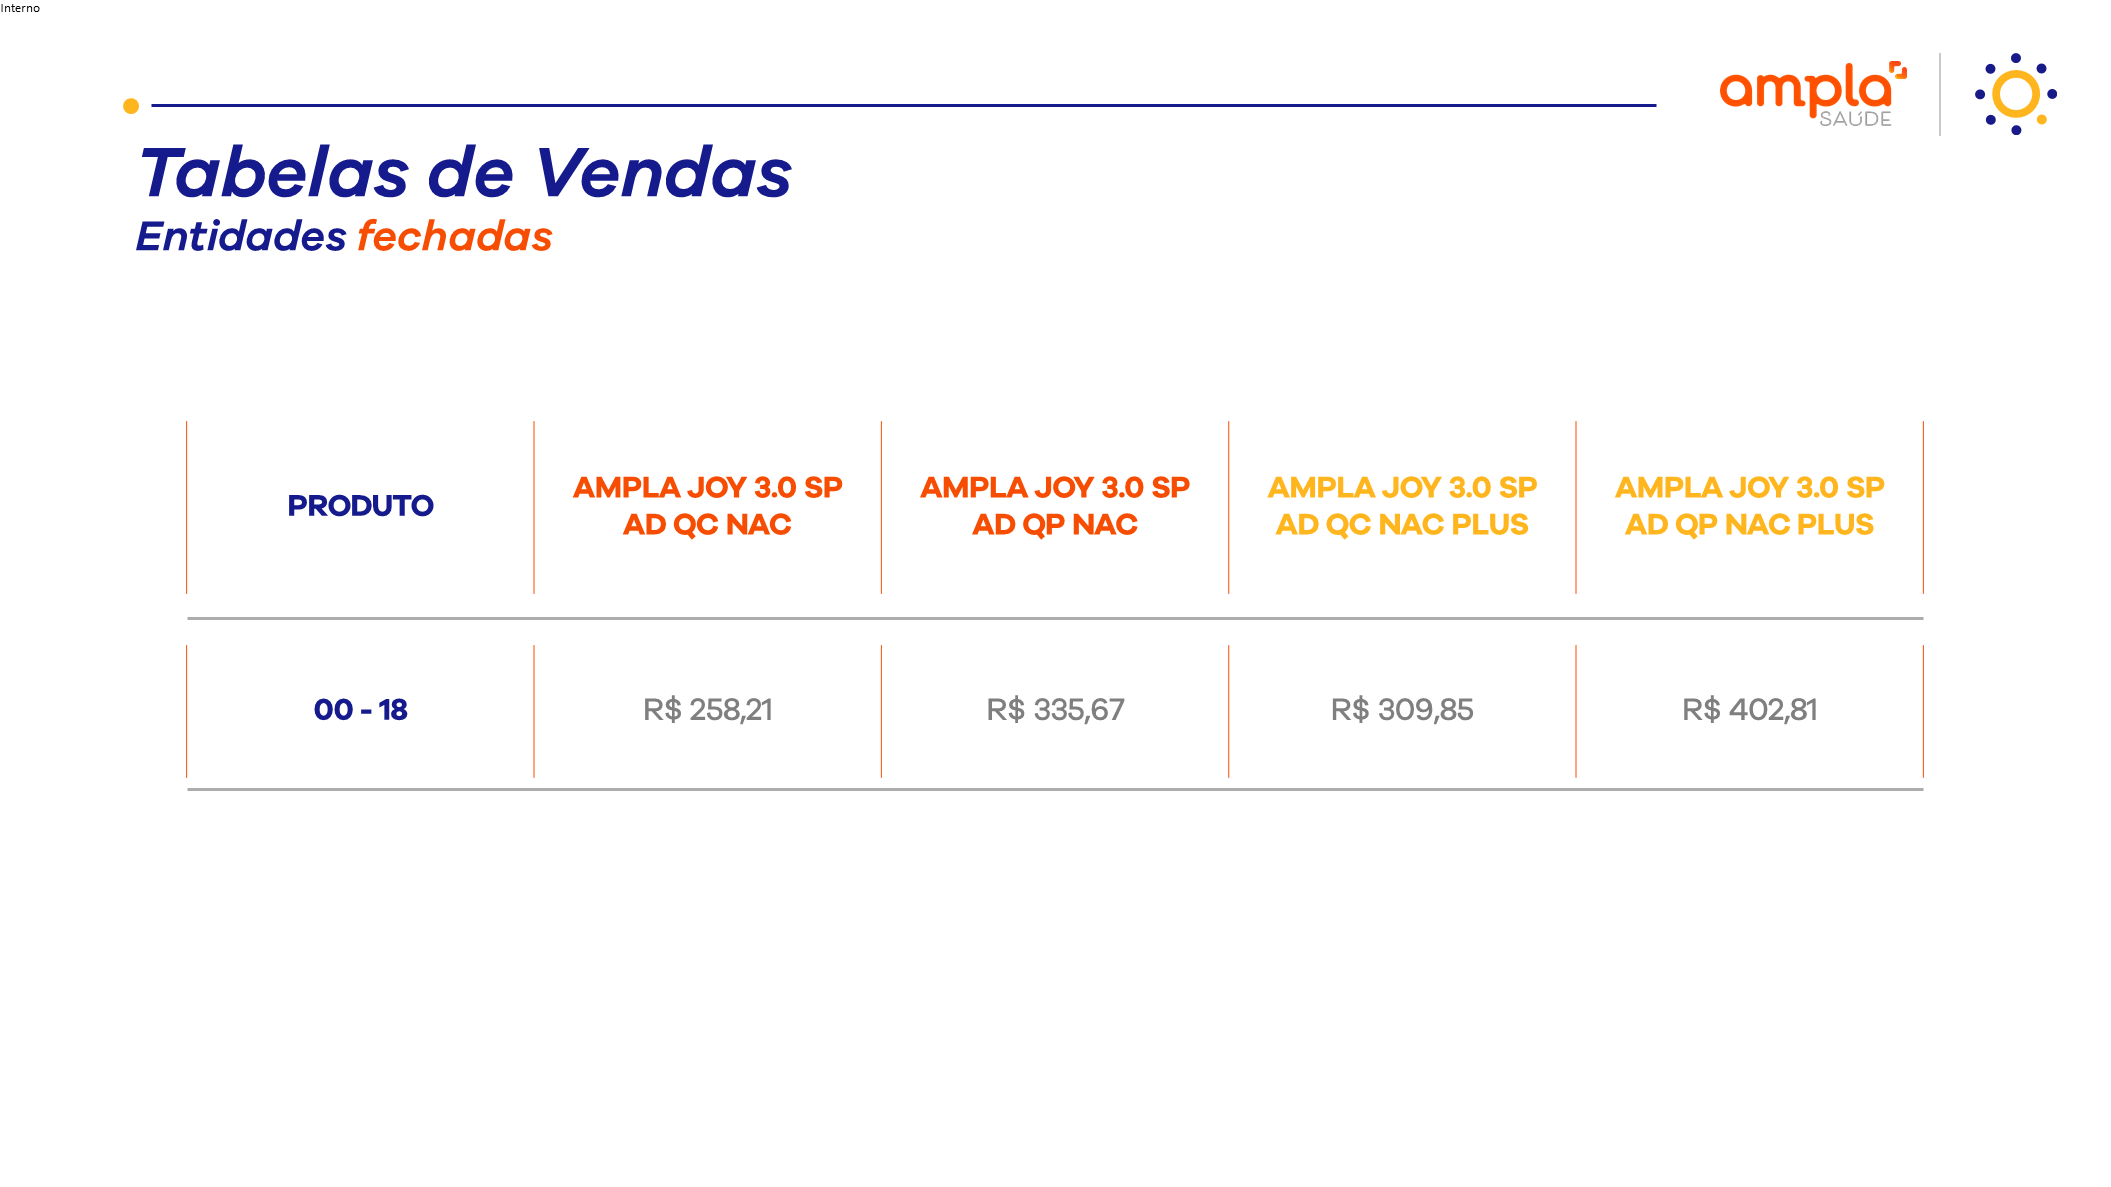 Interno
ampla
SAÚDE
Tabelas de Vendas
Entidades fechadas
PRODUTO
AMPLA JOY 3.0 SP
AD QC NAC
AMPLA JOY 3.0 SP
AD QP NAC
AMPLA JOY 3.0 SP
AD QC NAC PLUS
AMPLA JOY 3.0 SP
AD QP NAC PLUS
00 - 18
R$ 258,21
R$ 335,67
R$ 309,85
R$ 402,81